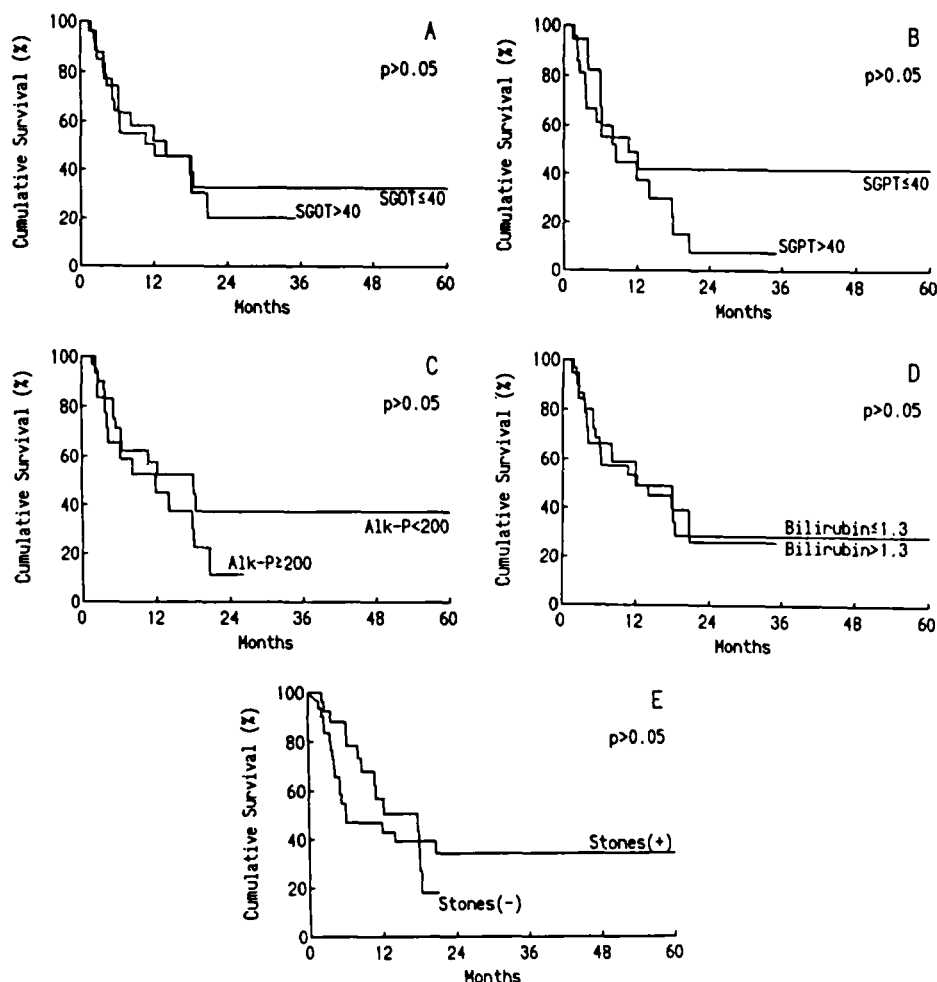 A
p>0.05
Cumulative Survival (%)
100
80
60
40
20
0
SGOT≤40
SGOT>40
0 12 24 36 48 60
Months
B
p>0.05
Cumulative Survival (%)
100
80
60
40
20
0
SGPT≤40
SGPT>40
0 12 24 36 48 60
Months
C
p>0.05
Cumulative Survival (%)
100
80
60
40
20
0
Alk-P<200
Alk-P≥200
0 12 24 36 48 60
Months
D
p>0.05
Cumulative Survival (%)
100
80
60
40
20
0
Bilirubin≤1.3
Bilirubin>1.3
0 12 24 36 48 60
Months
E
p>0.05
Cumulative Survival (%)
100
80
60
40
20
0
Stones(+)
Stones(-)
0 12 24 36 48 60
Months